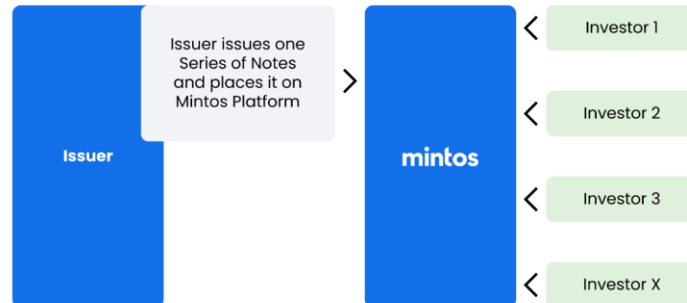 Issuer issues one
Series of Notes
and places it on
Mintos Platform
Issuer
mintos
Investor 1
Investor 2
Investor 3
Investor X